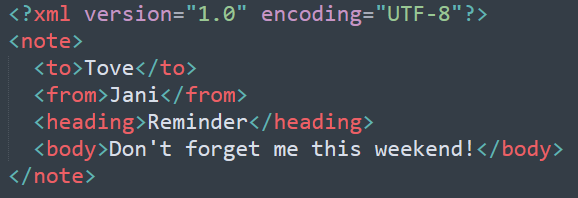 <?xml version="1.0" encoding="UTF-8"?>
<note>
  <to>Tove</to>
  <from>Jani</from>
  <heading>Reminder</heading>
  <body>Don't forget me this weekend!</body>
</note>